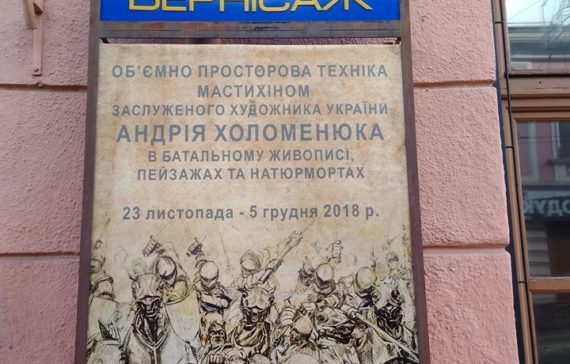 ВЕРНІСАЖ
ОБ'ЄМНО ПРОСТОРОВА ТЕХНІКА
МАСТИХІНОМ
ЗАСЛУЖЕНОГО ХУДОЖНИКА УКРАЇНИ
АНДРІЯ ХОЛОМЕНЮКА
В БАТАЛЬНОМУ ЖИВОПИСІ,
ПЕЙЗАЖАХ ТА НАТЮРМОРТАХ
23 листопада - 5 грудня 2018 р.